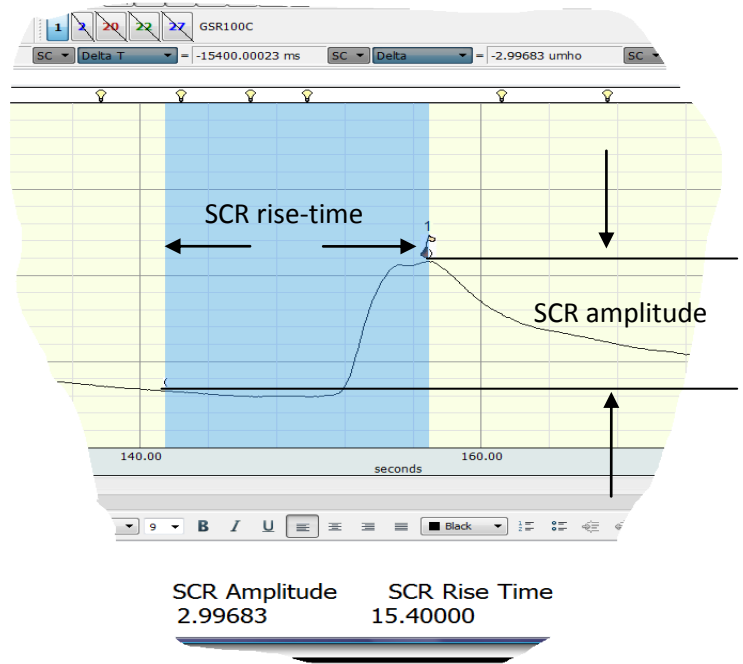 1 2 20 22 27 GSR100C
SC Delta T = -15400.00023 ms SC Delta = -2.99683 umho SC
SCR rise-time
1
SCR amplitude
140.00 160.00
seconds
9 B I U Black
SCR Amplitude SCR Rise Time
2.99683 15.40000